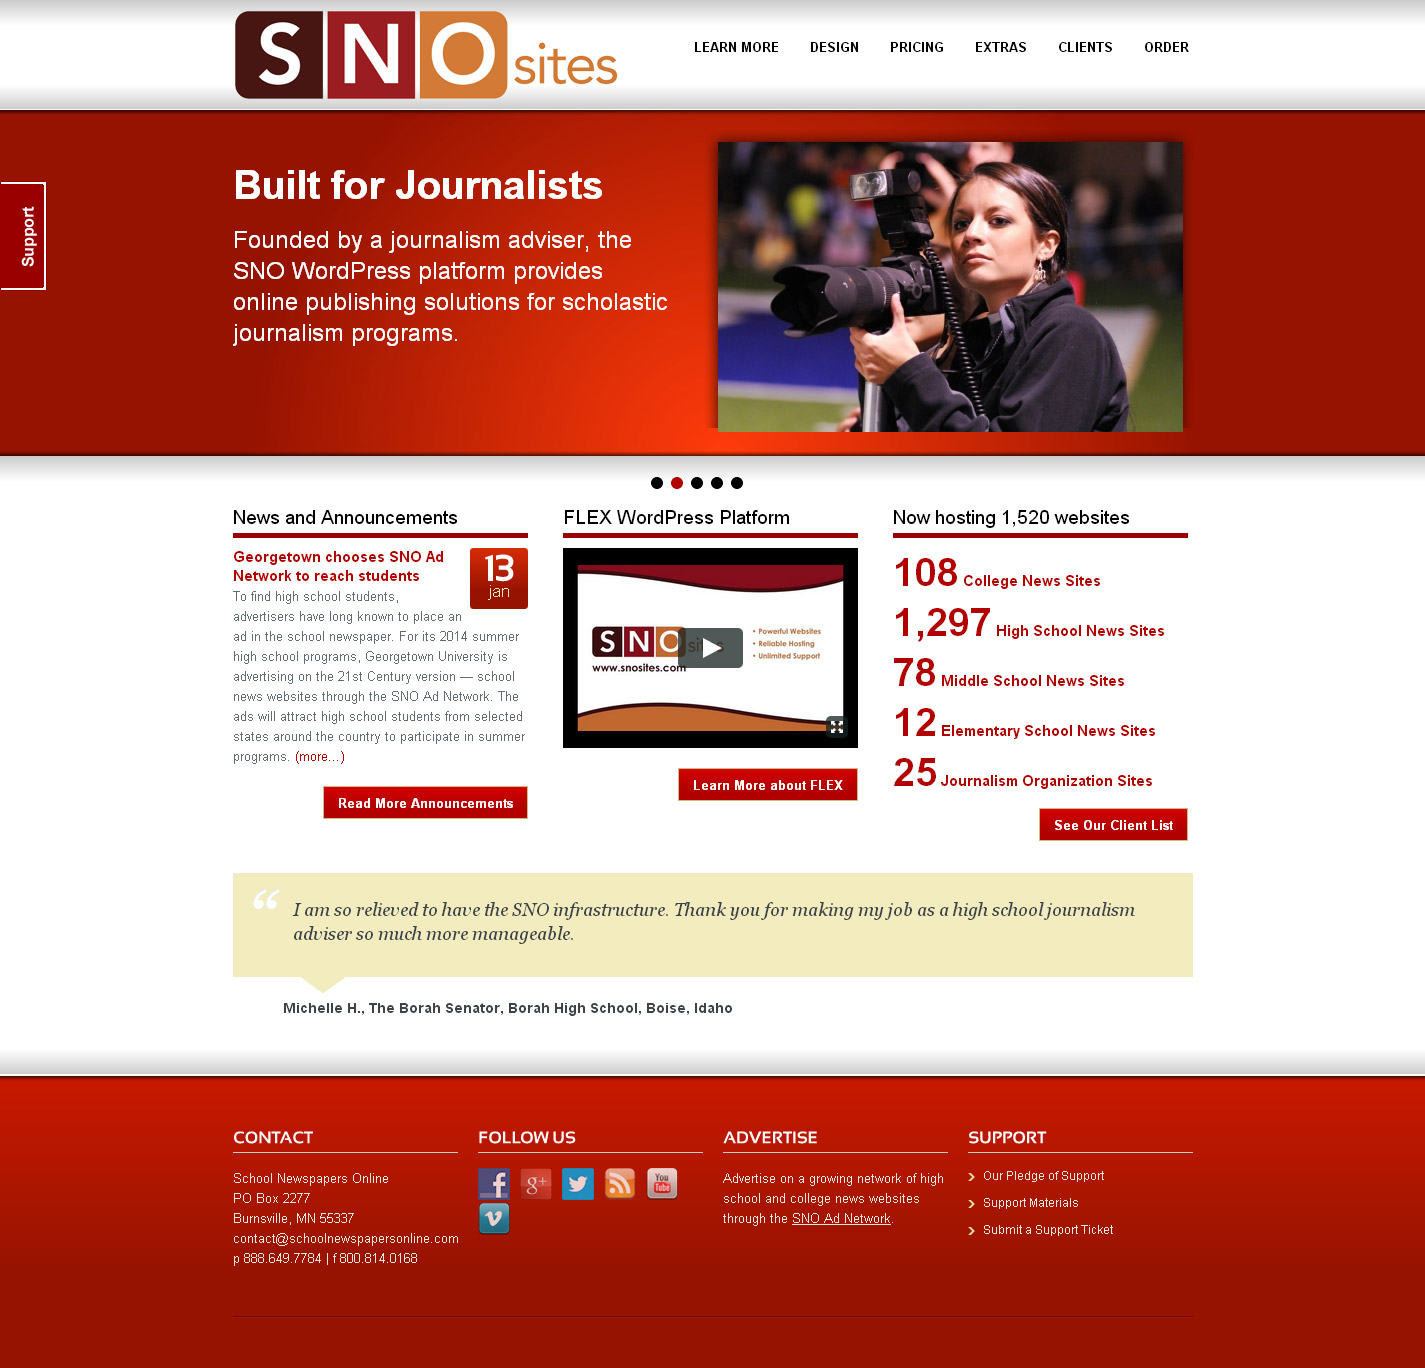 SNO sites
LEARN MORE DESIGN PRICING EXTRAS CLIENTS ORDER
Support
Built for Journalists
Founded by a journalism adviser, the
SNO WordPress platform provides
online publishing solutions for scholastic
journalism programs.
News and Announcements
Georgetown chooses SNO Ad
Network to reach students
13
jan
To find high school students,
advertisers have long known to place an
ad in the school newspaper. For its 2014 summer
high school programs, Georgetown University is
advertising on the 21st Century version — school
news websites through the SNO Ad Network. The
ads will attract high school students from selected
states around the country to participate in summer
programs. (more…)
Read More Announcements
FLEX WordPress Platform
SNO sites
www.snosites.com
• Powerful Websites
• Reliable Hosting
• Unlimited Support
Learn More about FLEX
Now hosting 1,520 websites
108 College News Sites
1,297 High School News Sites
78 Middle School News Sites
12 Elementary School News Sites
25 Journalism Organization Sites
See Our Client List
“ I am so relieved to have the SNO infrastructure. Thank you for making my job as a high school journalism
adviser so much more manageable.
Michelle H., The Borah Senator, Borah High School, Boise, Idaho
CONTACT
School Newspapers Online
PO Box 2277
Burnsville, MN 55337
contact@schoolnewspapersonline.com
p 888.649.7784 | f 800.814.0168
FOLLOW US
f g+ You Tube
v
ADVERTISE
Advertise on a growing network of high
school and college news websites
through the SNO Ad Network.
SUPPORT
Our Pledge of Support
Support Materials
Submit a Support Ticket